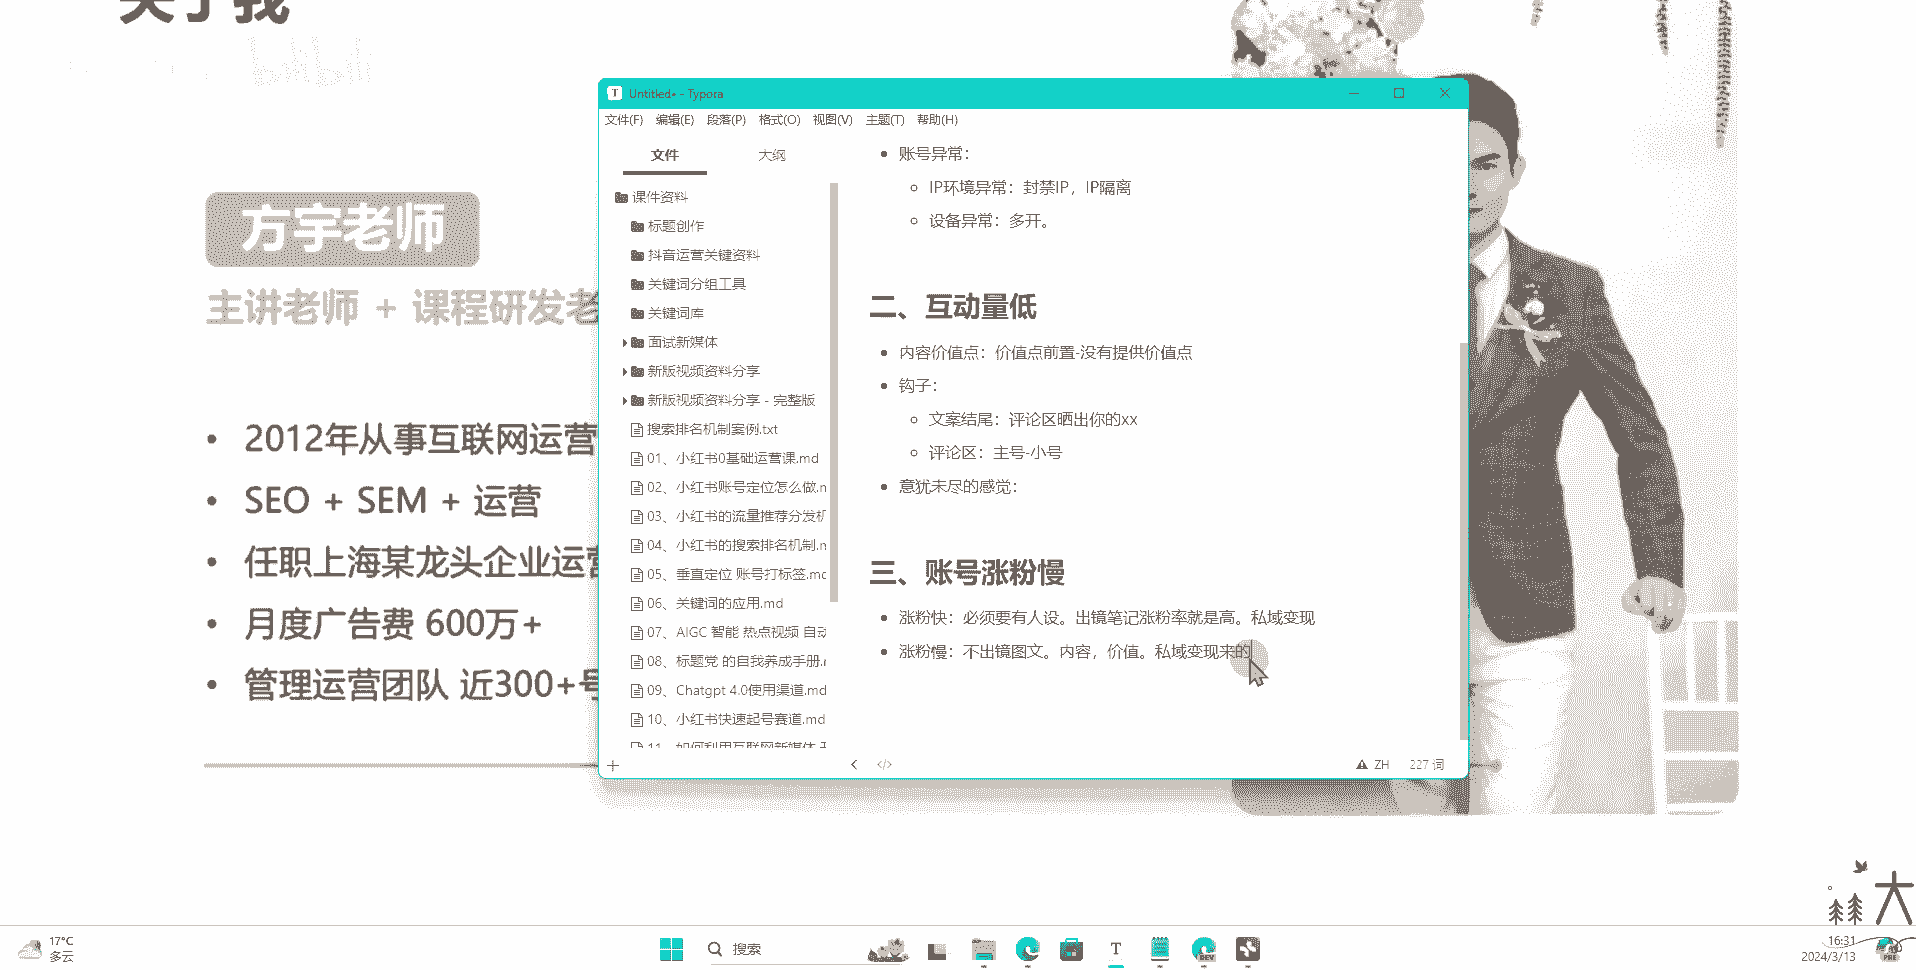 关于我
bilibili
方宇老师
主讲老师 + 课程研发老
2012年从事互联网运营
SEO + SEM + 运营
任职上海某龙头企业运营
月度广告费 600万+
管理运营团队 近300+号
Untitled• - Typora
文件(F) 编辑(E) 段落(P) 格式(O) 视图(V) 主题(T) 帮助(H)
文件 大纲
课件资料
标题创作
抖音运营关键资料
关键词分组工具
关键词库
面试新媒体
新版视频资料分享
新版视频资料分享 - 完整版
搜索排名机制案例.txt
01、小红书0基础运营课.md
02、小红书账号定位怎么做.m
03、小红书的流量推荐分发机
04、小红书的搜索排名机制.m
05、垂直定位 账号打标签.md
06、关键词的应用.md
07、AIGC 智能 热点视频 自动
08、标题党 的自我养成手册.m
09、Chatgpt 4.0使用渠道.md
10、小红书快速起号赛道.md
11、如何利用互联网新媒体
账号异常：
IP环境异常：封禁IP，IP隔离
设备异常：多开。
二、互动量低
内容价值点：价值点前置-没有提供价值点
钩子：
文案结尾：评论区晒出你的xx
评论区：主号-小号
意犹未尽的感觉：
三、账号涨粉慢
涨粉快：必须要有人设。出镜笔记涨粉率就是高。私域变现
涨粉慢：不出镜图文。内容，价值。私域变现来的
ZH 227 词
17°C
多云
搜索
T
DEV
大
16:31
2024/3/13
PRE